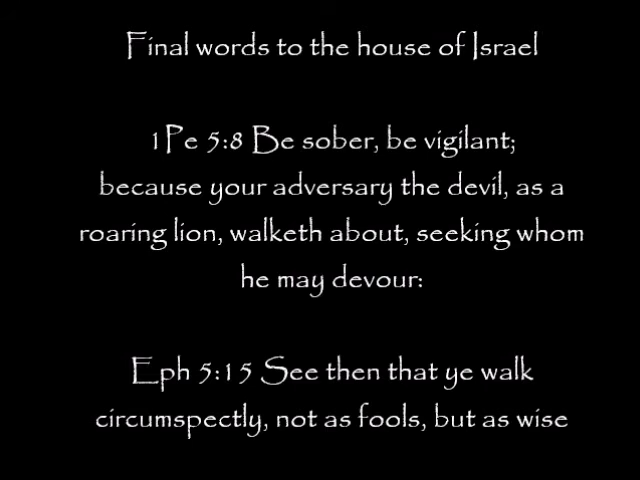 Final words to the house of Israel
1Pe 5:8 Be sober, be vigilant;
because your adversary the devil, as a
roaring lion, walketh about, seeking whom
he may devour:
Eph 5:15 See then that ye walk
circumspectly, not as fools, but as wise